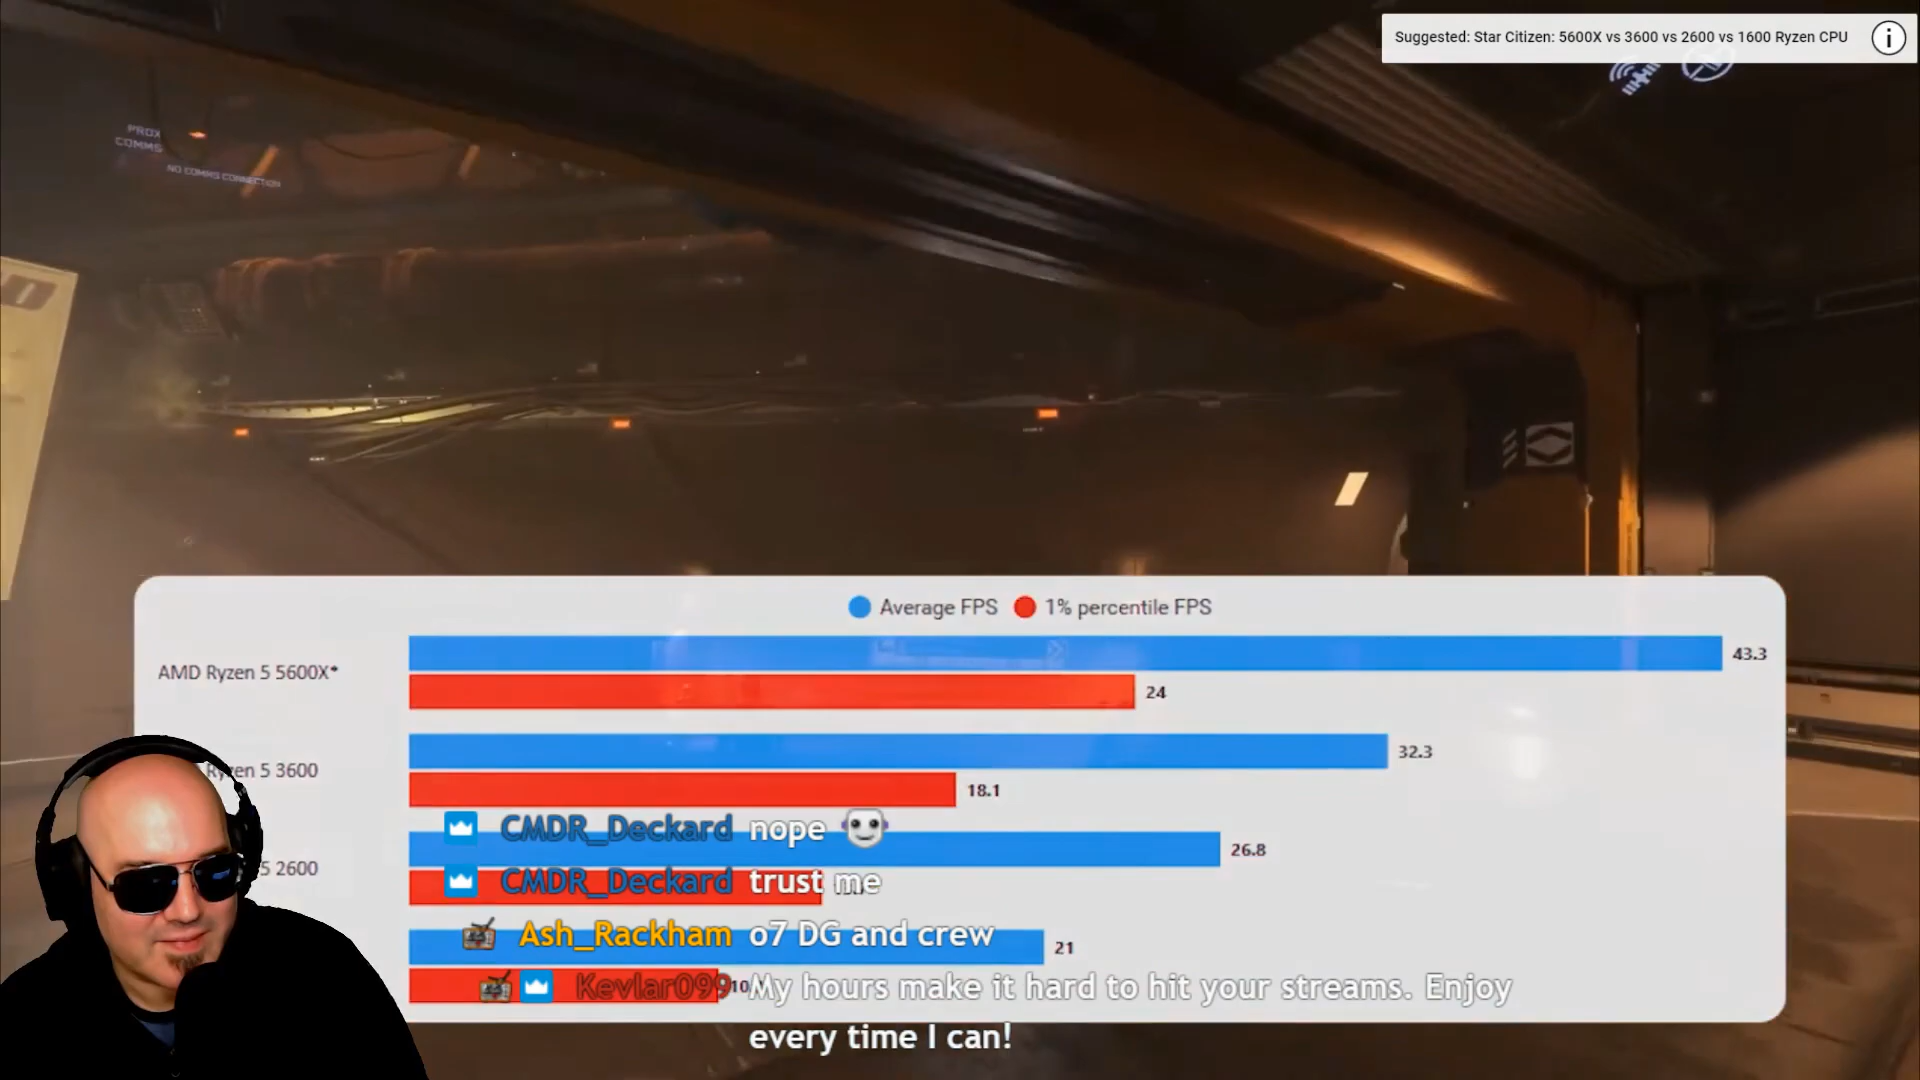 Suggested: Star Citizen: 5600X vs 3600 vs 2600 vs 1600 Ryzen CPU
PROX
COMMS
NO COMMS CONNECTION
Average FPS 1% percentile FPS
AMD Ryzen 5 5600X*
43.3
24
Ryzen 5 3600
32.3
18.1
CMDR_Deckard nope
5 2600
26.8
CMDR_Deckard trust me
Ash_Rackham o7 DG and crew
21
Kevlar099 My hours make it hard to hit your streams. Enjoy
every time I can!